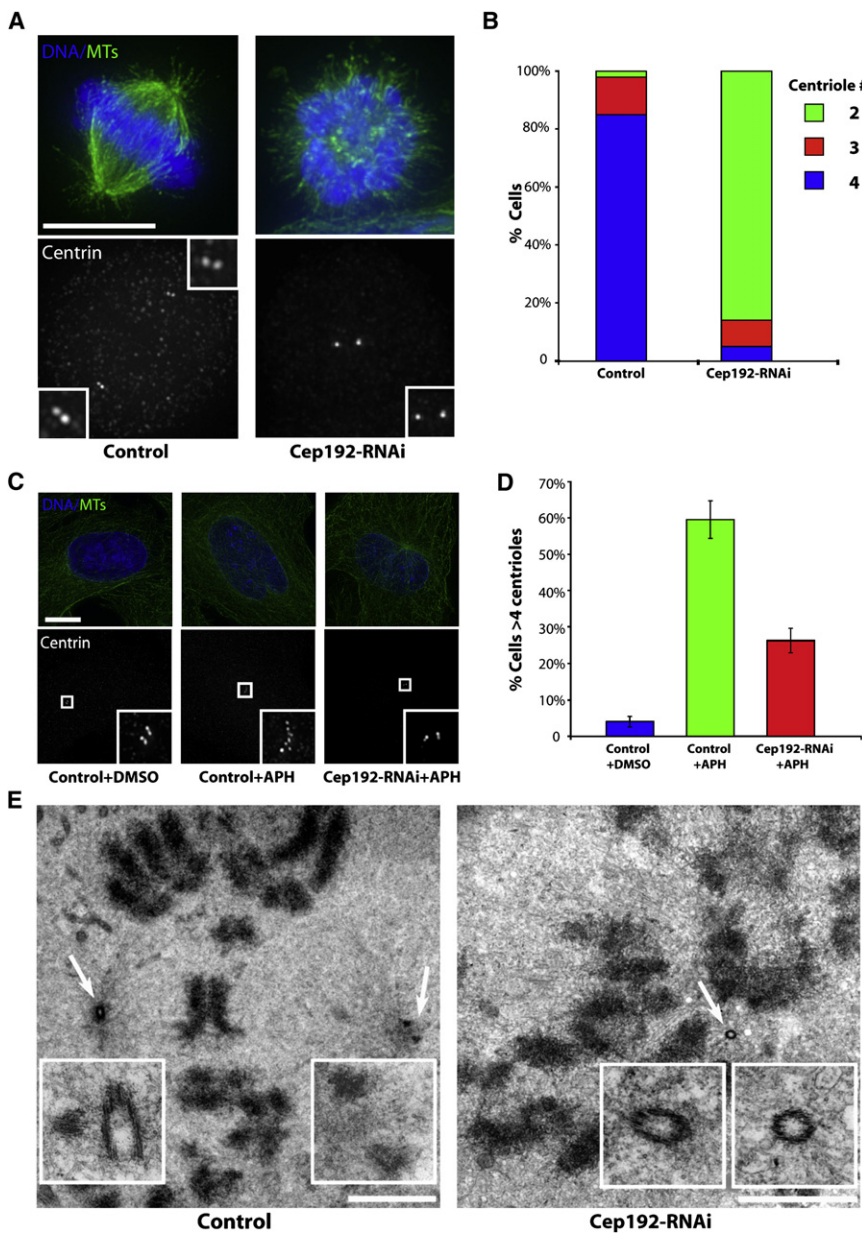 A
DNA/MTs
Centrin
Control
Cep192-RNAi
B
100%
80%
60%
40%
20%
0
% Cells
Control
Cep192-RNAi
Centriole #
2
3
4
C
DNA/MTs
Centrin
Control+DMSO
Control+APH
Cep192-RNAi+APH
D
70%
60%
50%
40%
30%
20%
10%
0
% Cells >4 centrioles
Control
+DMSO
Control
+APH
Cep192-RNAi
+APH
E
Control
Cep192-RNAi